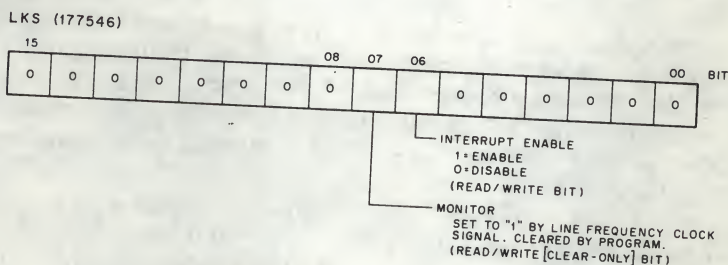 LKS (177546)
15 08 07 06 00 BIT
0 0 0 0 0 0 0 0 0 0 0 0 0 0
INTERRUPT ENABLE
1=ENABLE
0=DISABLE
(READ/WRITE BIT)
MONITOR
SET TO "1" BY LINE FREQUENCY CLOCK
SIGNAL. CLEARED BY PROGRAM.
(READ/WRITE [CLEAR-ONLY] BIT)